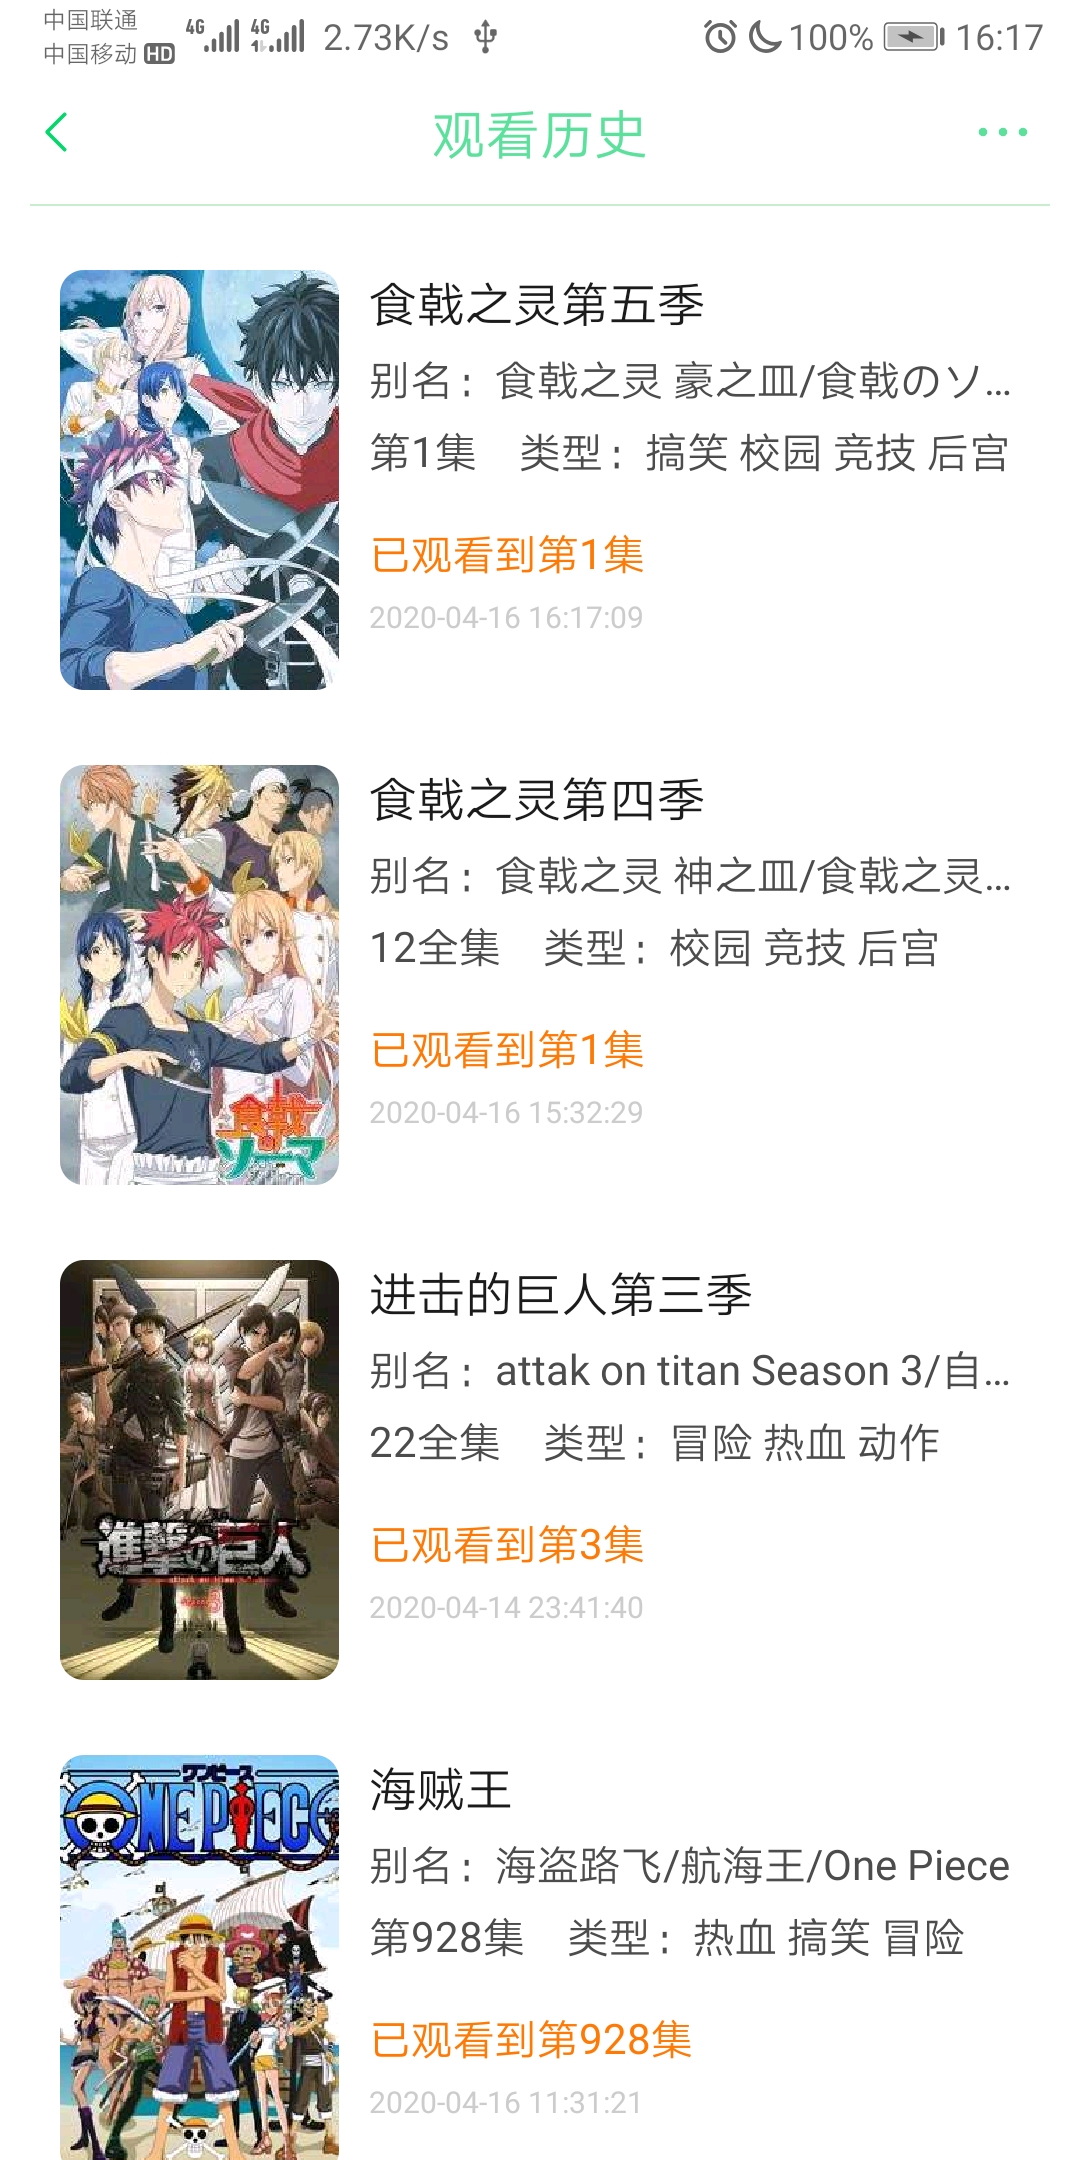 中国联通
中国移动 HD
4G 4G 2.73K/s 100% 16:17
观看历史
食戟之灵第五季
别名：食戟之灵 豪之皿/食戟のソ...
第1集 类型：搞笑 校园 竞技 后宫
已观看到第1集
2020-04-16 16:17:09
食戟之灵第四季
别名：食戟之灵 神之皿/食戟之灵...
12全集 类型：校园 竞技 后宫
已观看到第1集
2020-04-16 15:32:29
食戟の
ソーマ
进击的巨人第三季
别名：attak on titan Season 3/自...
22全集 类型：冒险 热血 动作
已观看到第3集
2020-04-14 23:41:40
進撃の巨人
attack on titan
Season 3
海贼王
别名：海盗路飞/航海王/One Piece
第928集 类型：热血 搞笑 冒险
已观看到第928集
2020-04-16 11:31:21
ワンピース
ONE PIECE